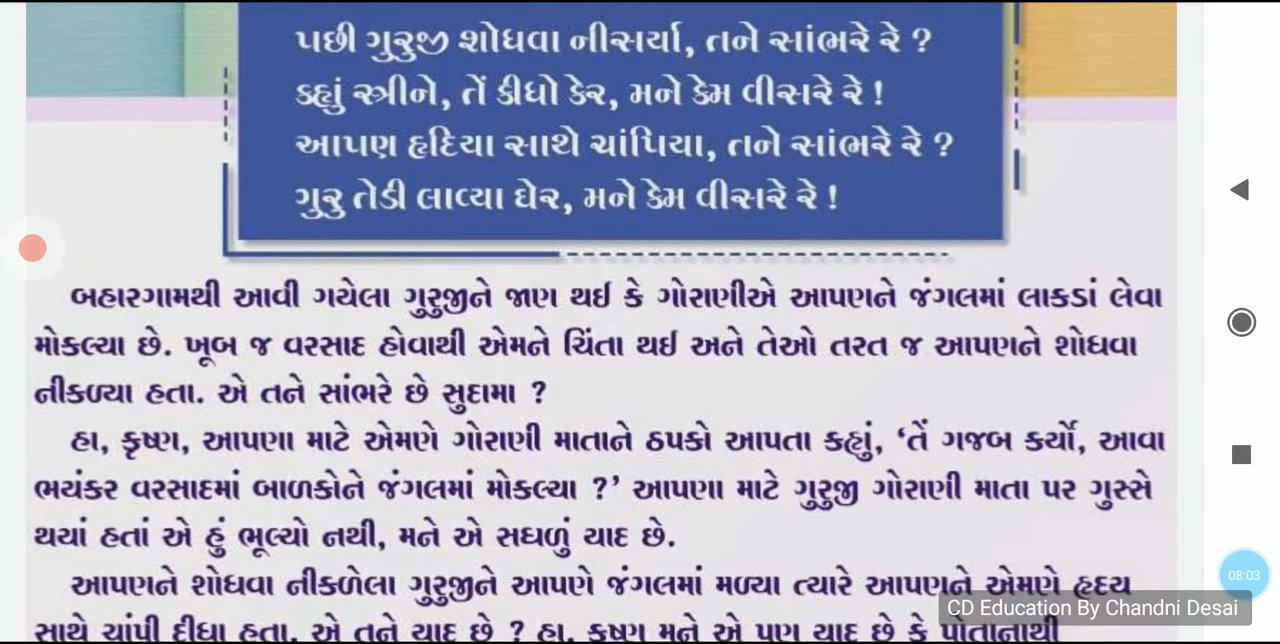 પછી ગુરુજી શોધવા નીસર્યા, તને સાંભરે રે ?
કહ્યું સ્ત્રીને, તેં કીધો કેર, મને કેમ વીસરે રે !
આપણ હૃદિયા સાથે ચાંપિયા, તને સાંભરે રે ?
ગુરુ તેડી લાવ્યા ઘેર, મને કેમ વીસરે રે !
બહારગામથી આવી ગયેલા ગુરુજીને જાણ થઈ કે ગોરાણીએ આપણને જંગલમાં લાકડાં લેવા
મોકલ્યા છે. ખૂબ જ વરસાદ હોવાથી એમને ચિંતા થઈ અને તેઓ તરત જ આપણને શોધવા
નીકળ્યા હતા. એ તને સાંભરે છે સુદામા ?
હા, કૃષ્ણ, આપણા માટે એમણે ગોરાણી માતાને ઠપકો આપતા કહ્યું, ‘તેં ગજબ કર્યો, આવા
ભયંકર વરસાદમાં બાળકોને જંગલમાં મોકલ્યા ?’ આપણા માટે ગુરુજી ગોરાણી માતા પર ગુસ્સે
થયાં હતાં એ હું ભૂલ્યો નથી, મને એ સઘળું યાદ છે.
આપણને શોધવા નીકળેલા ગુરુજીને આપણે જંગલમાં મળ્યા ત્યારે આપણને એમણે હૃદય
સાથે ચાંપી દીધા હતા. એ તને યાદ છે ? હા, કૃષ્ણ મને એ પણ યાદ છે કે પોતાનાથી
08:03
CD Education By Chandni Desai